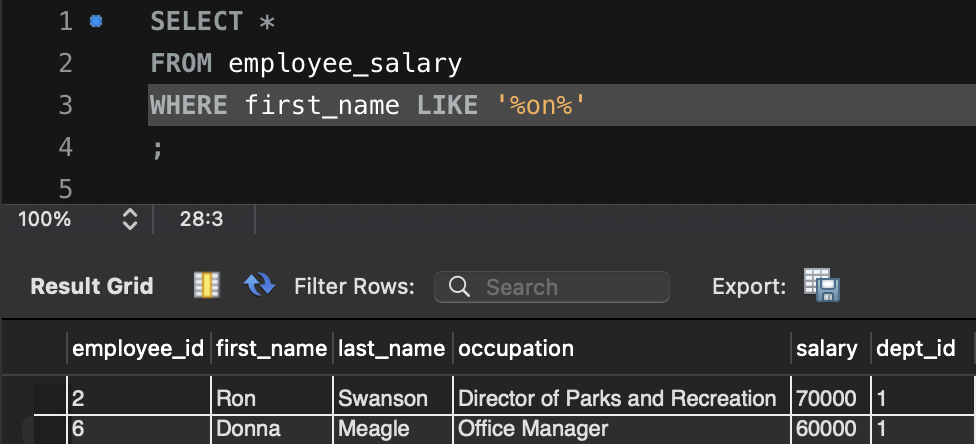 1 SELECT *
2 FROM employee_salary
3 WHERE first_name LIKE '%on%'
4 ;
5
100% 28:3
Result Grid Filter Rows: Search Export:
employee_id first_name last_name occupation salary dept_id
2 Ron Swanson Director of Parks and Recreation 70000 1
6 Donna Meagle Office Manager 60000 1